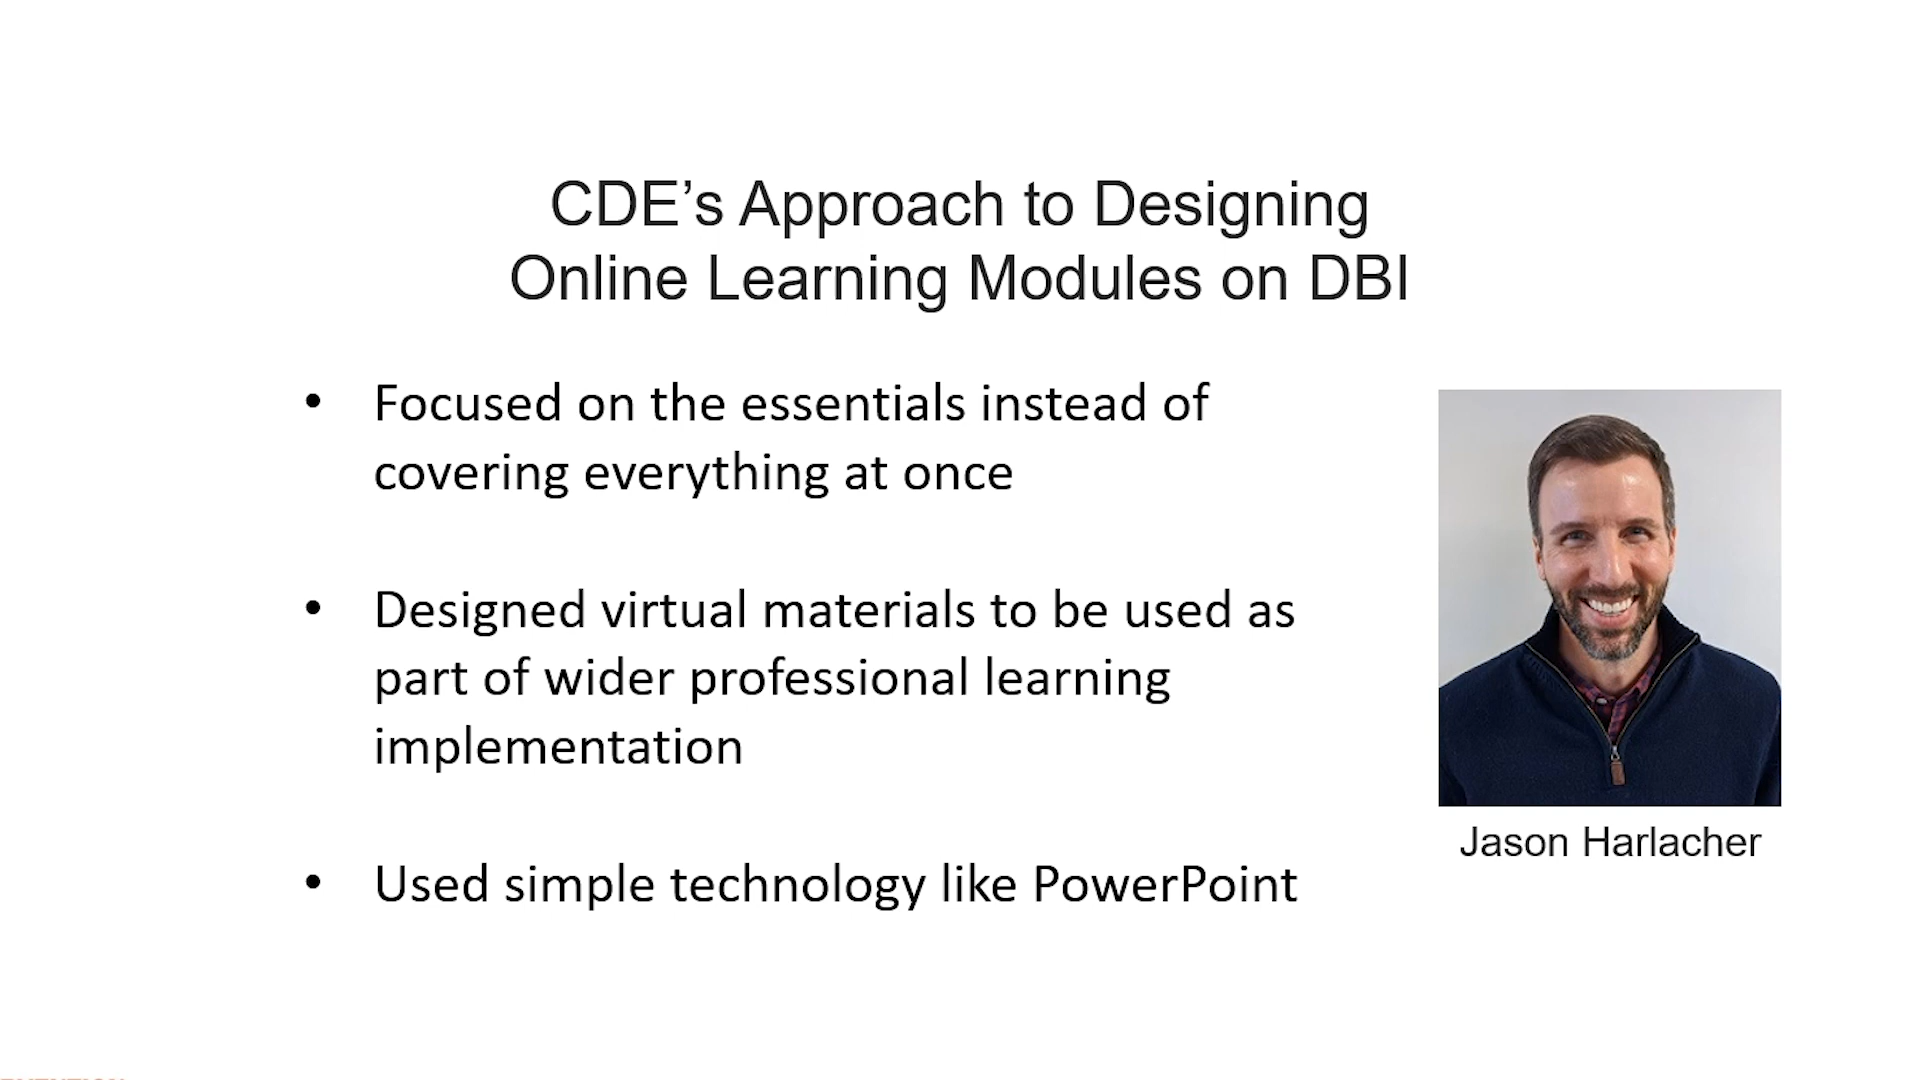 CDE’s Approach to Designing
Online Learning Modules on DBI
• Focused on the essentials instead of
covering everything at once
• Designed virtual materials to be used as
part of wider professional learning
implementation
• Used simple technology like PowerPoint
Jason Harlacher